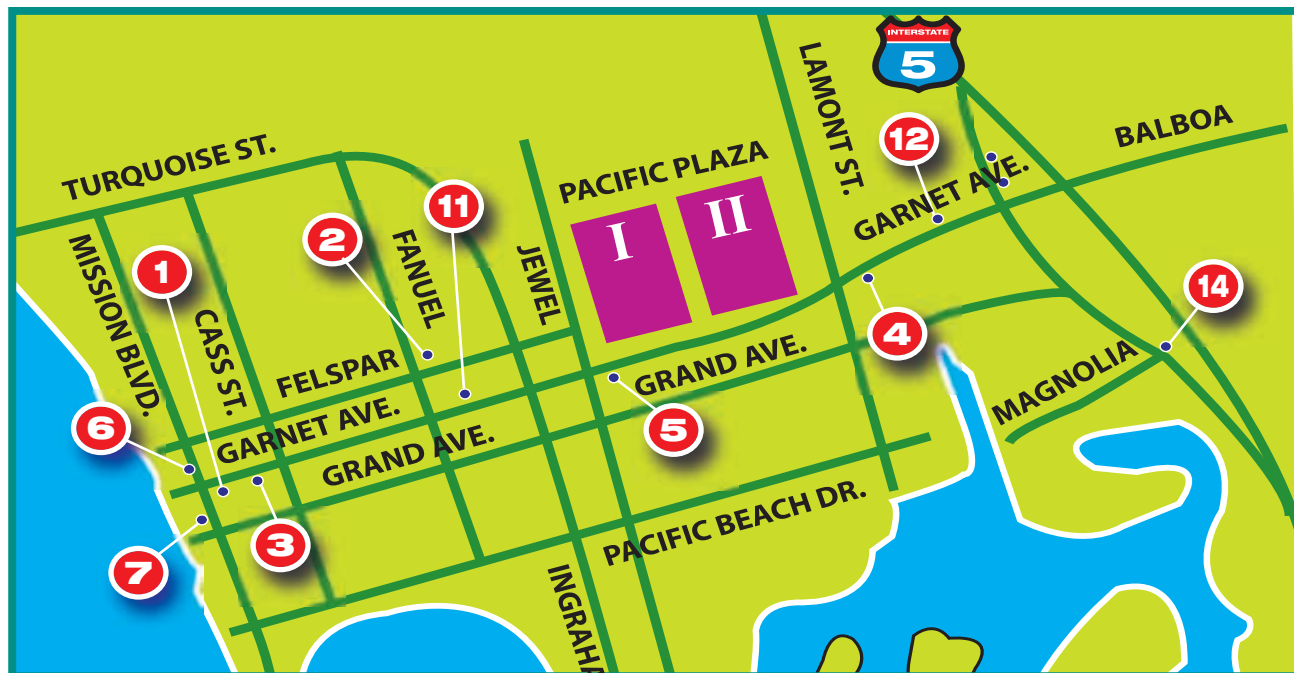 INTERSTATE
5
LAMONT ST.
12
BALBOA
TURQUOISE ST.
PACIFIC PLAZA
I
II
GARNET AVE.
11
2
FANUEL
JEWEL
1
MISSION BLVD.
CASS ST.
14
4
FELSPAR
GRAND AVE.
MAGNOLIA
GARNET AVE.
5
6
GRAND AVE.
PACIFIC BEACH DR.
3
7
INGRAHA